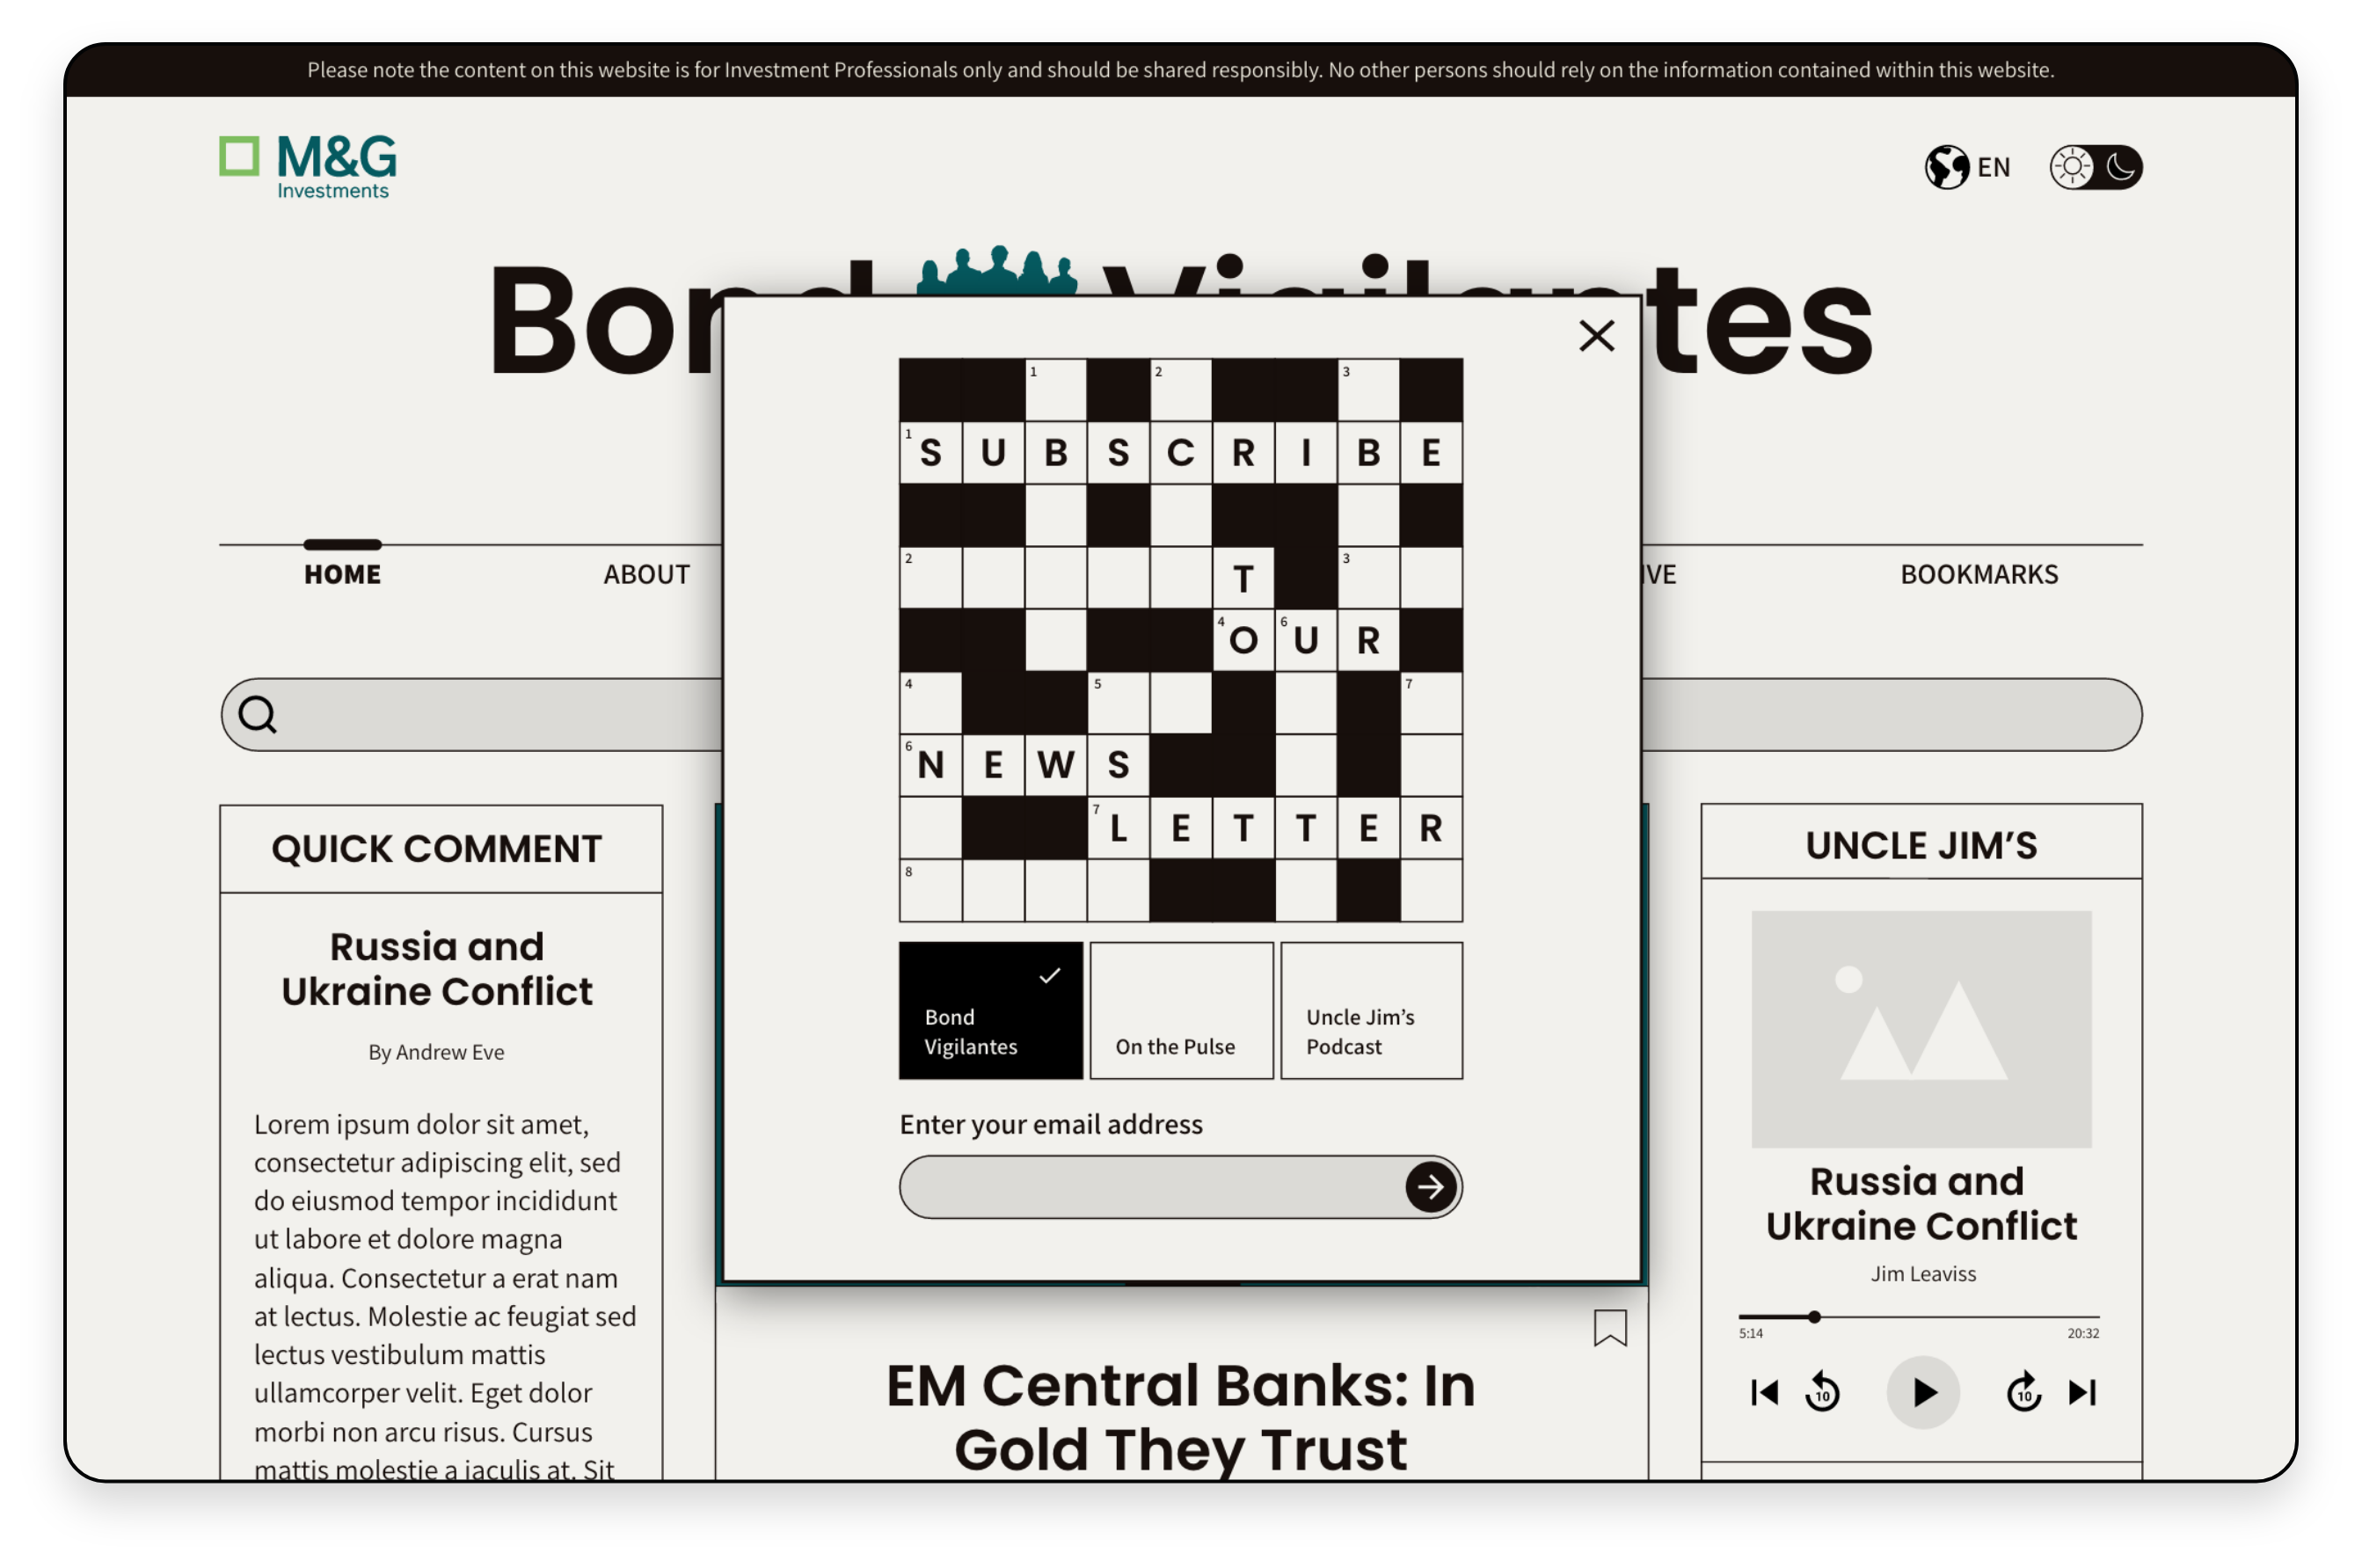 Please note the content on this website is for Investment Professionals only and should be shared responsibly. No other persons should rely on the information contained within this website.
M&G
Investments
EN
HOME
ABOUT
BOOKMARKS
1 2 3
1 S U B S C R I B E
2 T 3
4 O 6 U R
4 5 7
6 N E W S
7 L E T T E R
8
Bond
Vigilantes
On the Pulse
Uncle Jim’s
Podcast
Enter your email address
QUICK COMMENT
Russia and
Ukraine Conflict
By Andrew Eve
Lorem ipsum dolor sit amet,
consectetur adipiscing elit, sed
do eiusmod tempor incididunt
ut labore et dolore magna
aliqua. Consectetur a erat nam
at lectus. Molestie ac feugiat sed
lectus vestibulum mattis
ullamcorper velit. Eget dolor
morbi non arcu risus. Cursus
mattis molestie a iaculis at. Sit
EM Central Banks: In
Gold They Trust
UNCLE JIM’S
Russia and
Ukraine Conflict
Jim Leaviss
5:14 20:32
10 10